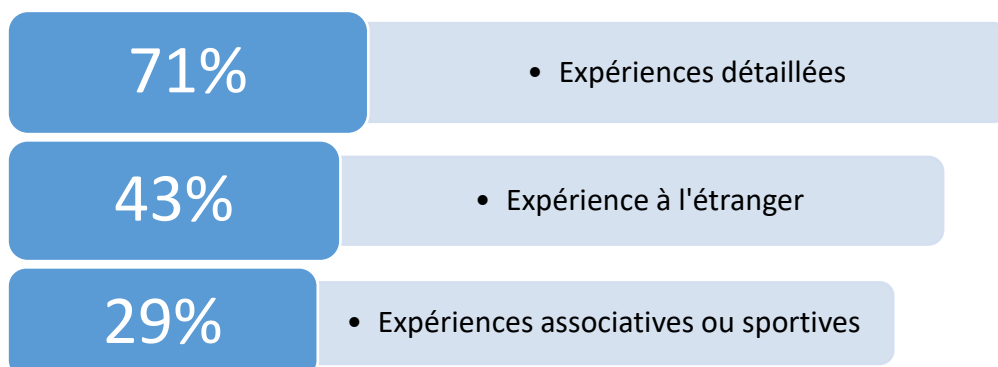 71%
• Expériences détaillées
43%
• Expérience à l'étranger
29%
• Expériences associatives ou sportives